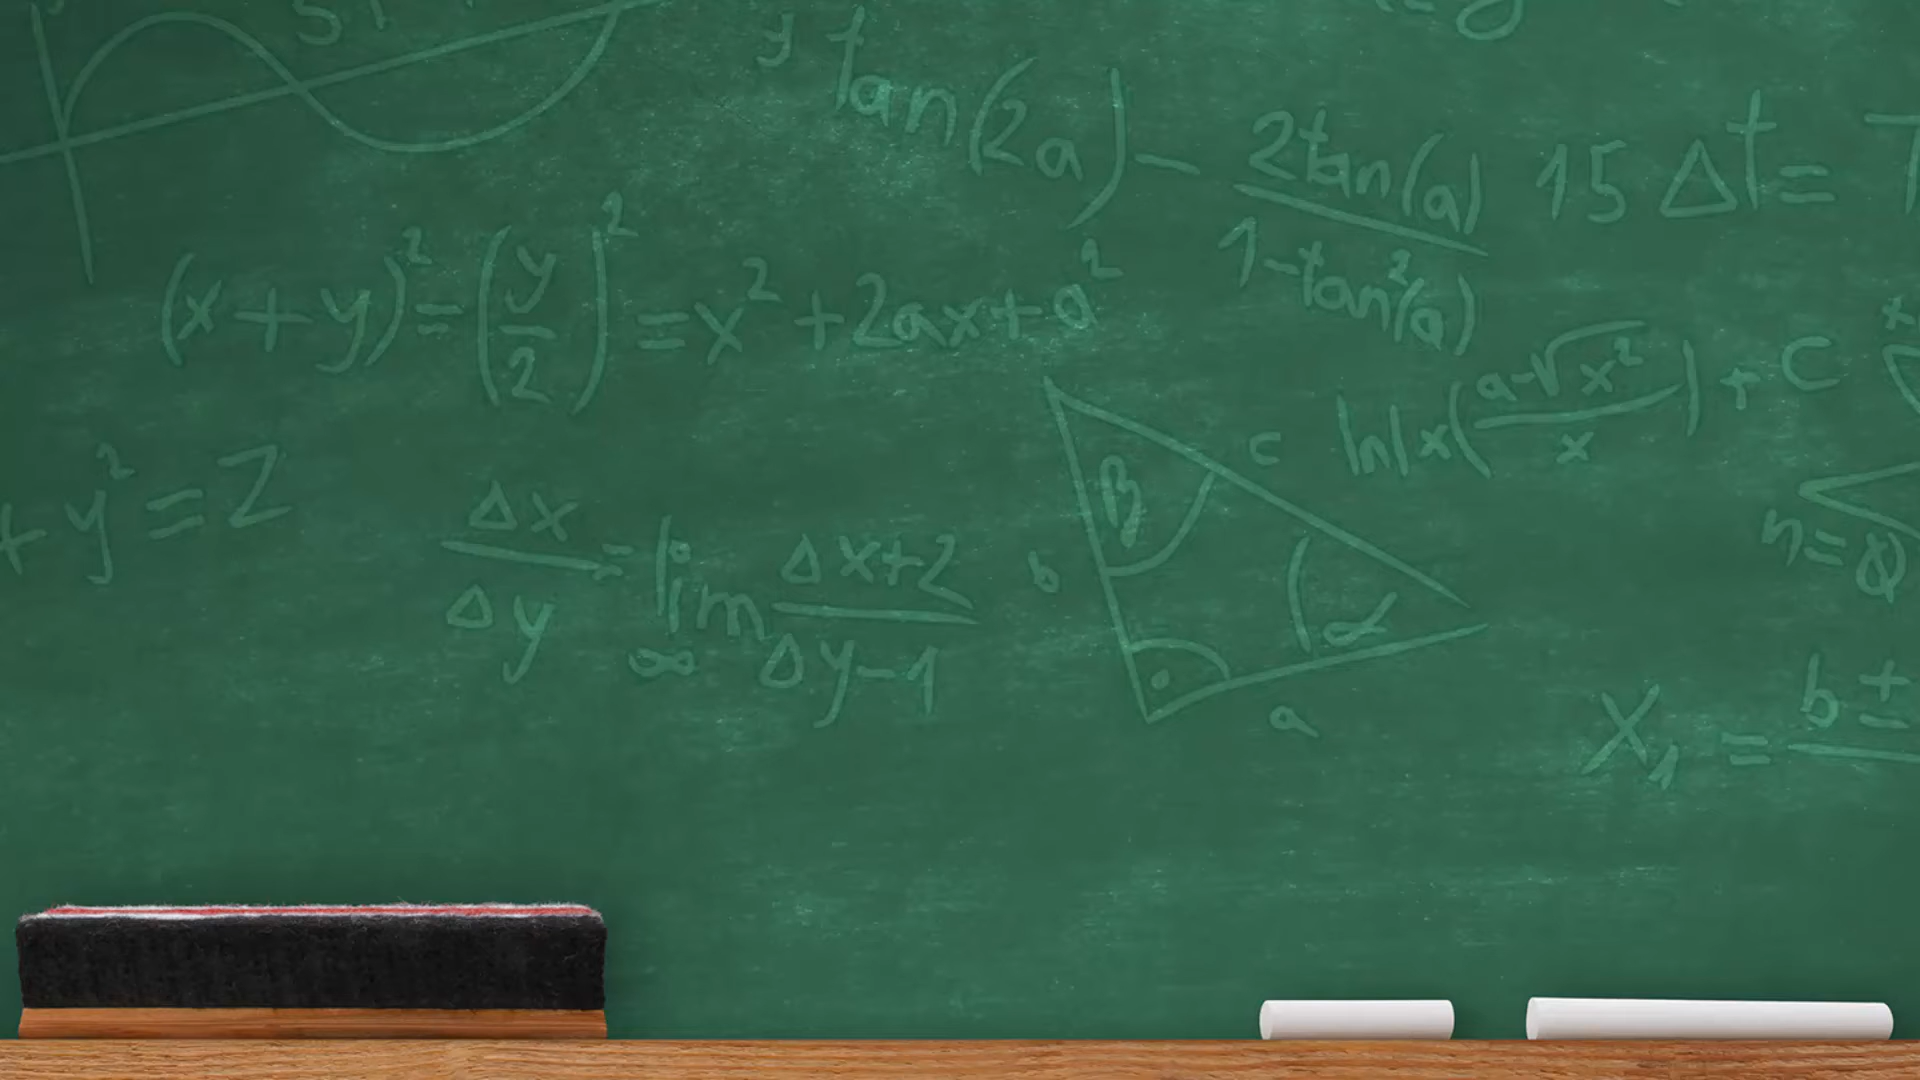 y
tan(2a) - 2tan(a) / 1-tan²(a)
15 Δt =
(x+y)² = (y/2)² = x² + 2ax + a²
ln|x(a-√x²/x)| + C
+ y² = 2
Δx/Δy = lim ∞ Δx+2/Δy-1
B
c
b
α
a
n=
X₁ = b ±